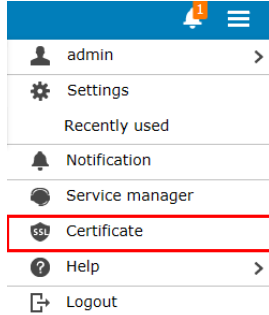 1
admin
Settings
Recently used
Notification
Service manager
SSL Certificate
? Help
Logout